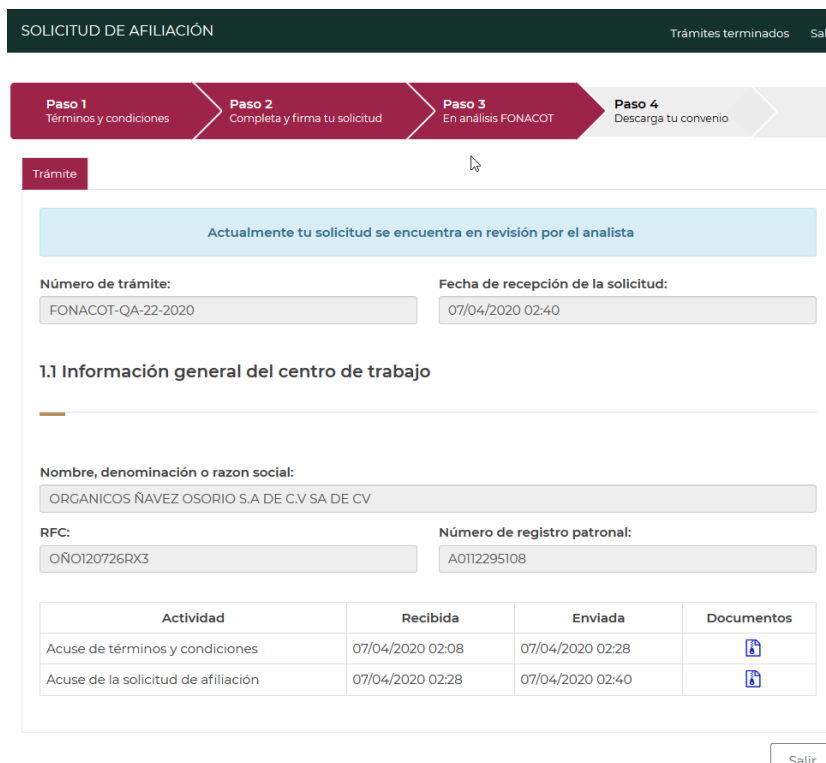 SOLICITUD DE AFILIACIÓN Trámites terminados
Paso 1 Paso 2 Paso 3 Paso 4
Términos y condiciones Completa y firma tu solicitud En análisis FONACOT Descarga tu convenio
Trámite
Actualmente tu solicitud se encuentra en revisión por el analista
Número de trámite: Fecha de recepción de la solicitud:
FONACOT-QA-22-2020 07/04/2020 02:40
1.1 Información general del centro de trabajo
Nombre, denominación o razon social:
ORGANICOS ÑAVEZ OSORIO S.A DE C.V SA DE CV
RFC: Número de registro patronal:
OÑO120726RX3 A0112295108
Actividad Recibida Enviada Documentos
Acuse de términos y condiciones 07/04/2020 02:08 07/04/2020 02:28
Acuse de la solicitud de afiliación 07/04/2020 02:28 07/04/2020 02:40
Salir